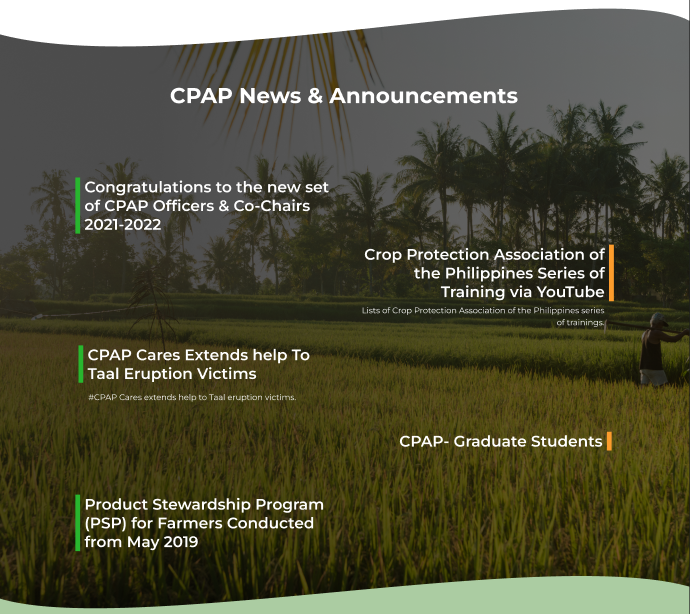 CPAP News & Announcements
Congratulations to the new set
of CPAP Officers & Co-Chairs
2021-2022
Crop Protection Association of
the Philippines Series of
Training via YouTube
Lists of Crop Protection Association of the Philippines series
of trainings.
CPAP Cares Extends help To
Taal Eruption Victims
#CPAP Cares extends help to Taal eruption victims.
CPAP- Graduate Students
Product Stewardship Program
(PSP) for Farmers Conducted
from May 2019